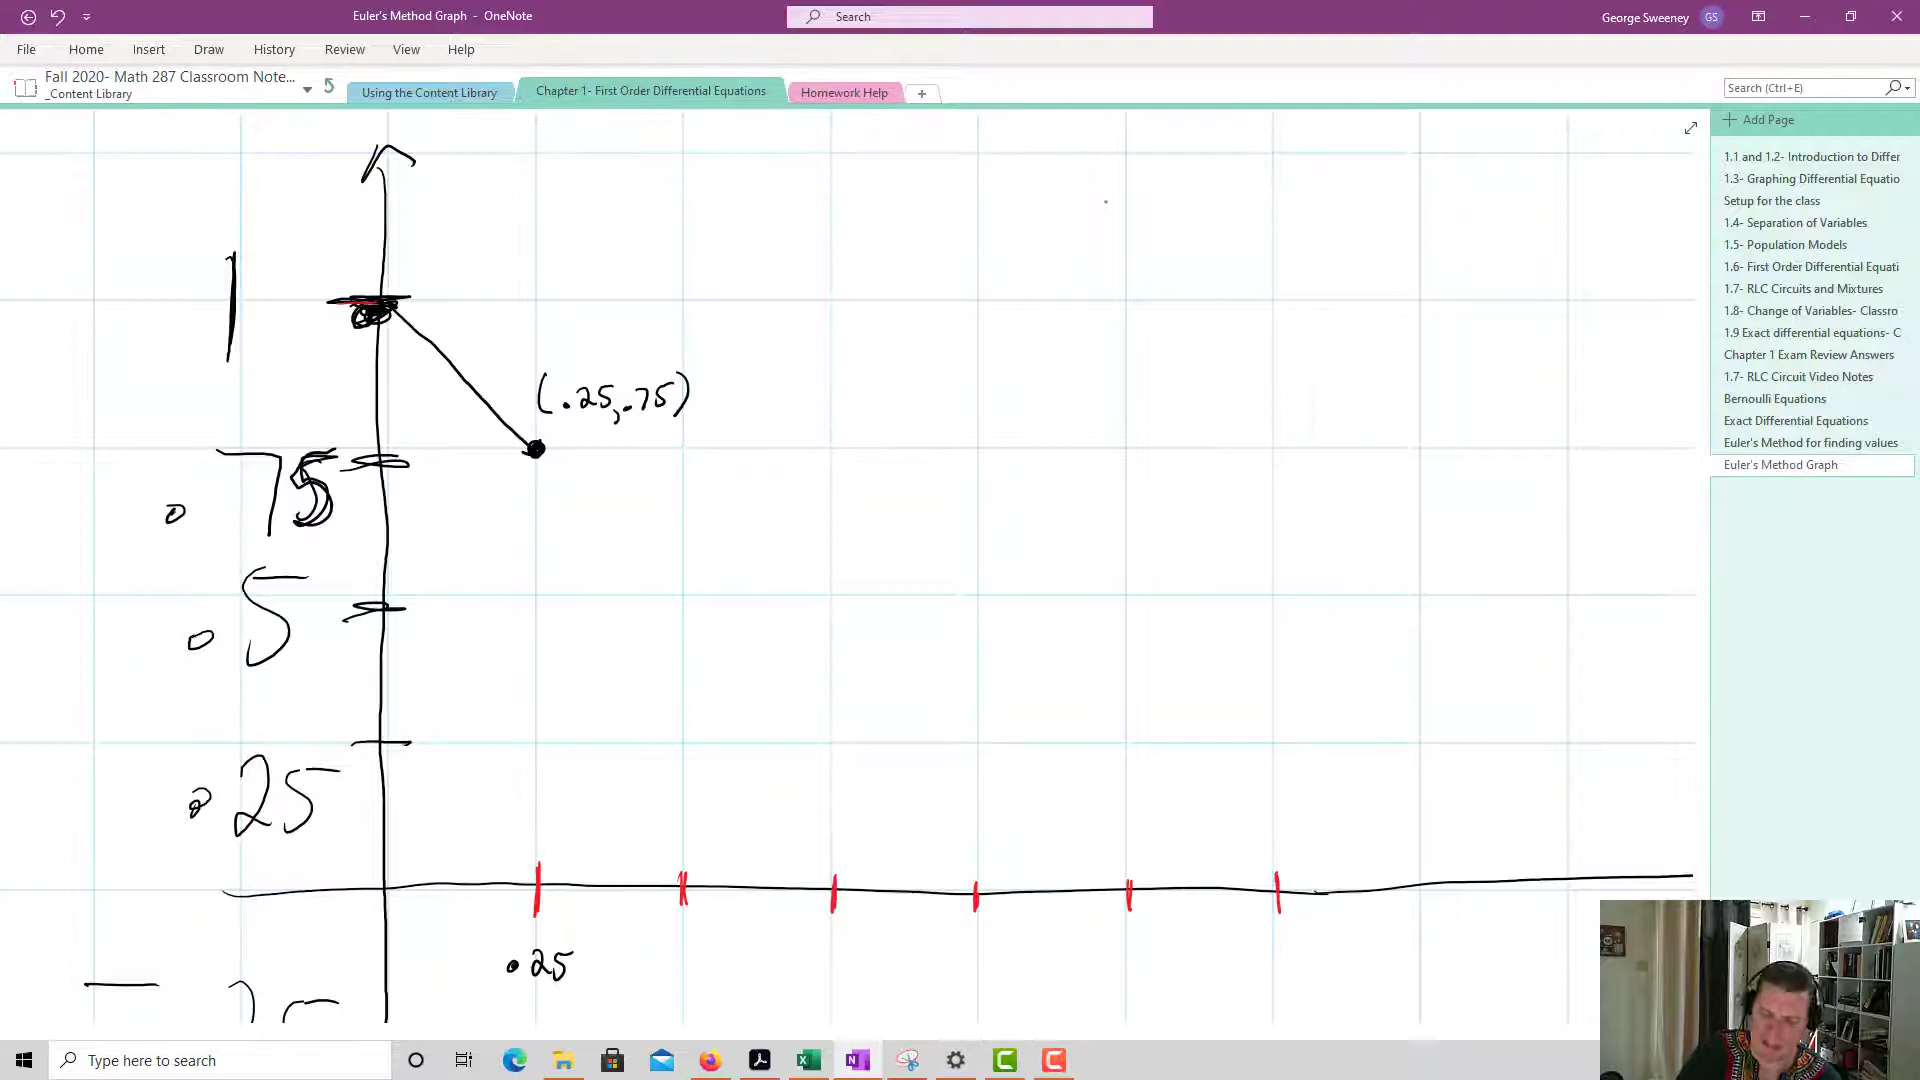 Euler's Method Graph - OneNote
Search
George Sweeney
GS
File Home Insert Draw History Review View Help
Fall 2020- Math 287 Classroom Note...
_Content Library
Using the Content Library
Chapter 1- First Order Differential Equations
Homework Help
+
Search (Ctrl+E)
Add Page
1.1 and 1.2- Introduction to Differ
1.3- Graphing Differential Equatio
Setup for the class
1.4- Separation of Variables
1.5- Population Models
1.6- First Order Differential Equati
1.7- RLC Circuits and Mixtures
1.8- Change of Variables- Classro
1.9 Exact differential equations- C
Chapter 1 Exam Review Answers
1.7- RLC Circuit Video Notes
Bernoulli Equations
Exact Differential Equations
Euler's Method for finding values
Euler's Method Graph
1
(.25,.75)
.75
.5
.25
.25
Type here to search